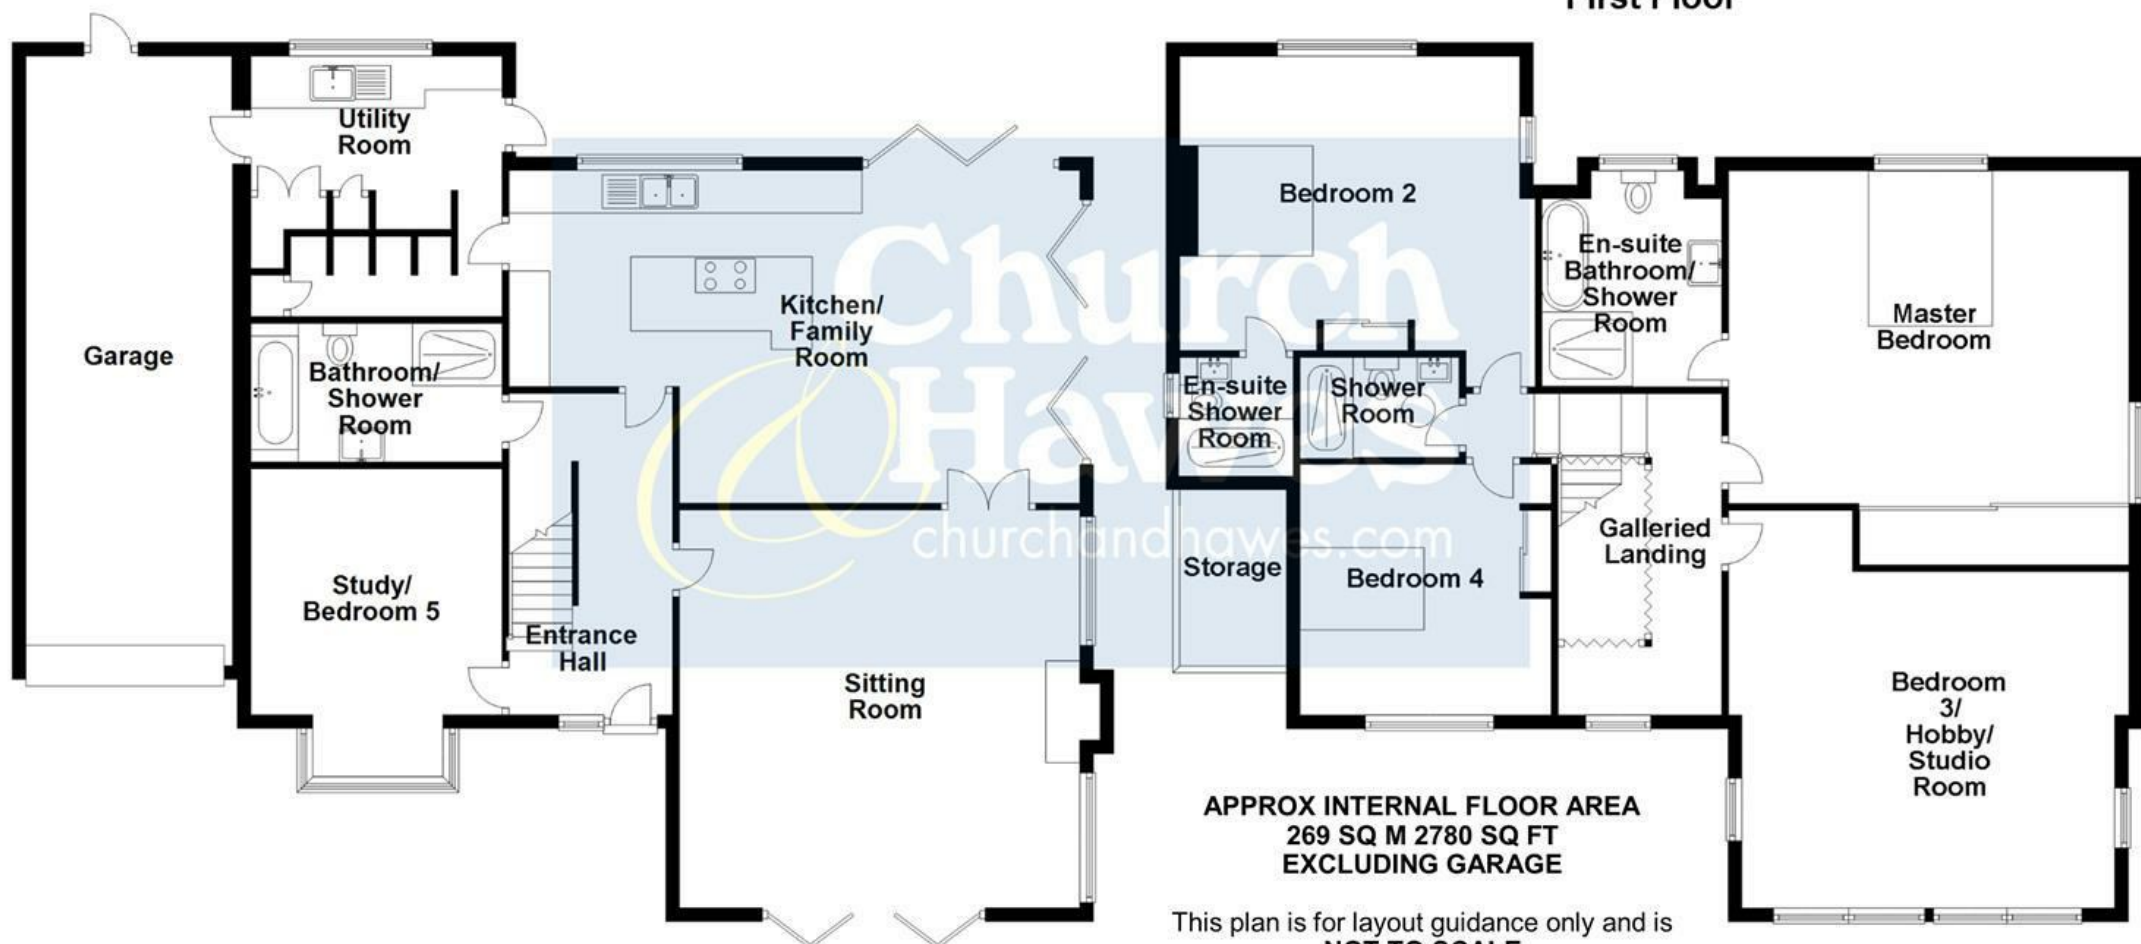 First Floor
Utility
Room
Garage
Bathroom/
Shower
Room
Study/
Bedroom 5
Entrance
Hall
Kitchen/
Family
Room
Sitting
Room
Church
& Hawes
churchandhawes.com
Bedroom 2
En-suite
Bathroom/
Shower
Room
Master
Bedroom
En-suite
Shower
Room
Shower
Room
Storage
Bedroom 4
Galleried
Landing
Bedroom
3/
Hobby/
Studio
Room
APPROX INTERNAL FLOOR AREA
269 SQ M 2780 SQ FT
EXCLUDING GARAGE
This plan is for layout guidance only and is
NOT TO SCALE